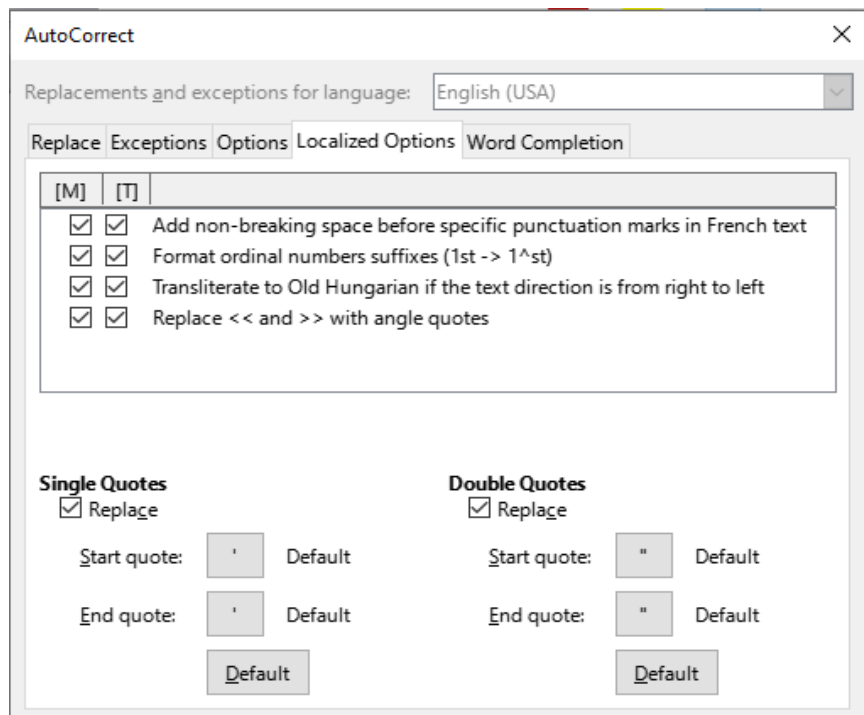 AutoCorrect
Replacements and exceptions for language: English (USA)
Replace Exceptions Options Localized Options Word Completion
[M] [T]
Add non-breaking space before specific punctuation marks in French text
Format ordinal numbers suffixes (1st -> 1^st)
Transliterate to Old Hungarian if the text direction is from right to left
Replace << and >> with angle quotes
Single Quotes Double Quotes
Replace Replace
Start quote: ' Default Start quote: " Default
End quote: ' Default End quote: " Default
Default Default